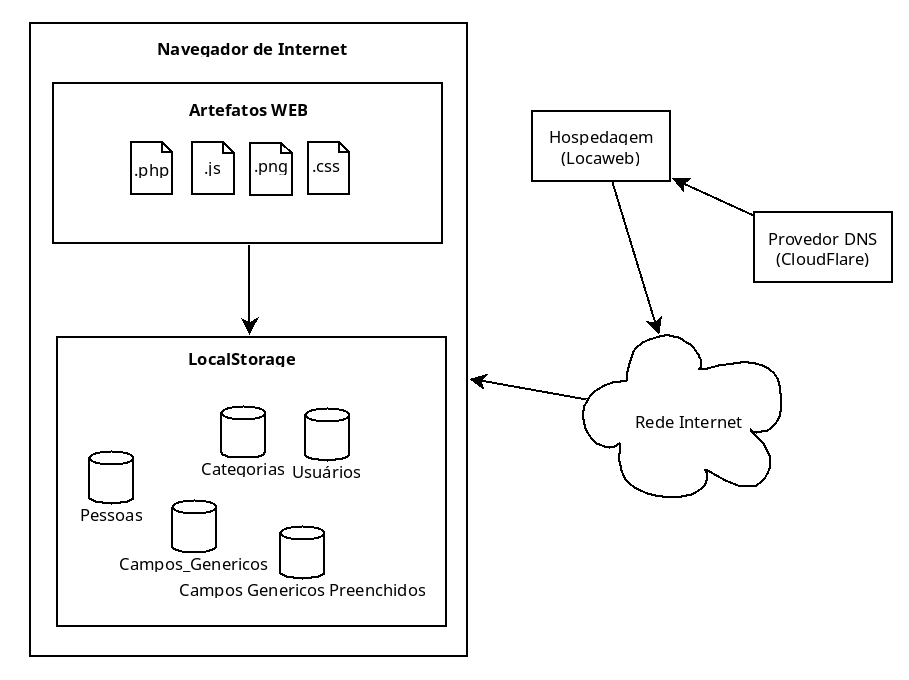 Navegador de Internet
Artefatos WEB
.php
.js
.png
.css
Hospedagem
(Locaweb)
Provedor DNS
(CloudFlare)
LocalStorage
Rede Internet
Categorias
Usuários
Pessoas
Campos_Genericos
Campos Genericos Preenchidos